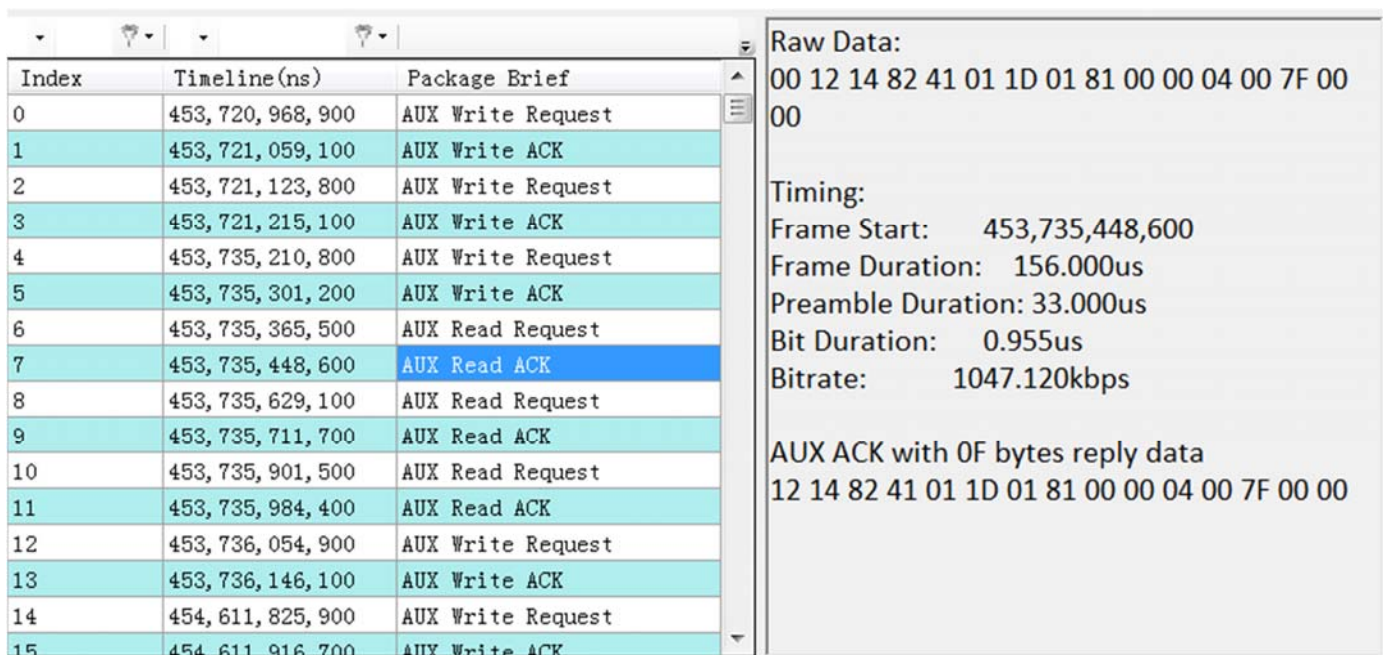 Index Timeline(ns) Package Brief
0 453,720,968,900 AUX Write Request
1 453,721,059,100 AUX Write ACK
2 453,721,123,800 AUX Write Request
3 453,721,215,100 AUX Write ACK
4 453,735,210,800 AUX Write Request
5 453,735,301,200 AUX Write ACK
6 453,735,365,500 AUX Read Request
7 453,735,448,600 AUX Read ACK
8 453,735,629,100 AUX Read Request
9 453,735,711,700 AUX Read ACK
10 453,735,901,500 AUX Read Request
11 453,735,984,400 AUX Read ACK
12 453,736,054,900 AUX Write Request
13 453,736,146,100 AUX Write ACK
14 454,611,825,900 AUX Write Request
15 454,611,916,700 AUX Write ACK
Raw Data:
00 12 14 82 41 01 1D 01 81 00 00 04 00 7F 00
00
Timing:
Frame Start: 453,735,448,600
Frame Duration: 156.000us
Preamble Duration: 33.000us
Bit Duration: 0.955us
Bitrate: 1047.120kbps
AUX ACK with 0F bytes reply data
12 14 82 41 01 1D 01 81 00 00 04 00 7F 00 00